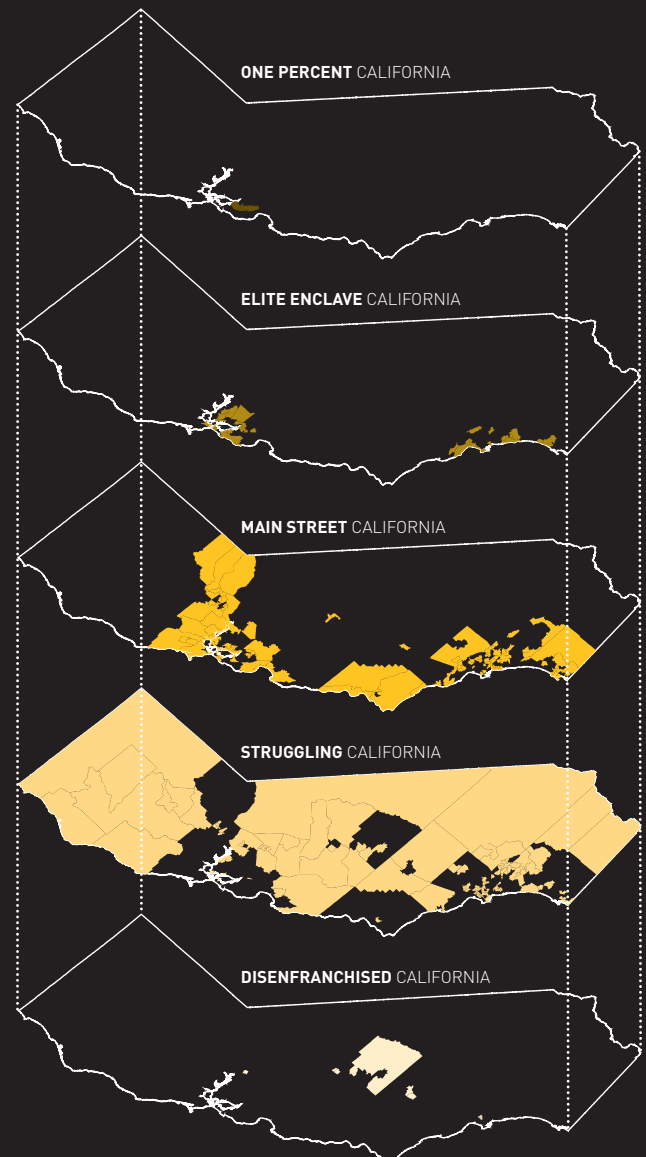 ONE PERCENT CALIFORNIA
ELITE ENCLAVE CALIFORNIA
MAIN STREET CALIFORNIA
STRUGGLING CALIFORNIA
DISENFRANCHISED CALIFORNIA